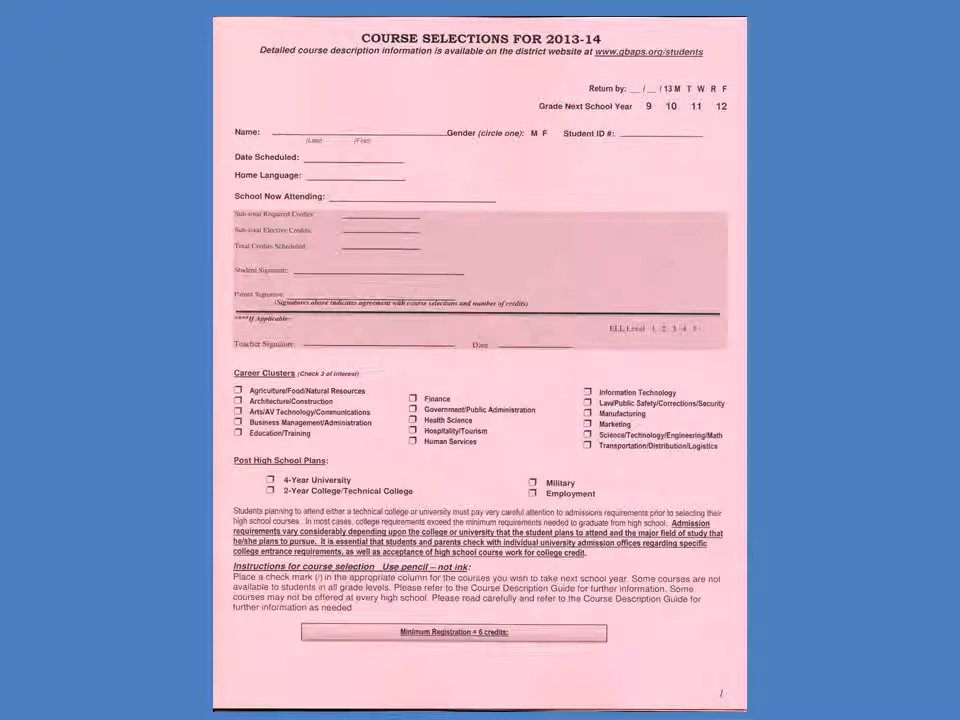 COURSE SELECTIONS FOR 2013-14
Detailed course description information is available on the district website at www.gbaps.org/students
Return by: __ / __ / 13 M T W R F
Grade Next School Year 9 10 11 12
Name: Gender (circle one): M F Student ID #:
(Last) (First)
Date Scheduled:
Home Language:
School Now Attending:
Sub-total Required Credits:
Sub-total Elective Credits:
Total Credits Scheduled:
Student Signature:
Parent Signature:
(Signatures above indicates agreement with course selections and number of credits)
****If Applicable:
ELL Level 1 2 3 4 5
Teacher Signature: Date
Career Clusters (Check 3 of interest)
Agriculture/Food/Natural Resources
Architecture/Construction
Arts/AV Technology/Communications
Business Management/Administration
Education/Training
Finance
Government/Public Administration
Health Science
Hospitality/Tourism
Human Services
Information Technology
Law/Public Safety/Corrections/Security
Manufacturing
Marketing
Science/Technology/Engineering/Math
Transportation/Distribution/Logistics
Post High School Plans:
4-Year University
2-Year College/Technical College
Military
Employment
Students planning to attend either a technical college or university must pay very careful attention to admissions requirements prior to selecting their
high school courses. In most cases, college requirements exceed the minimum requirements needed to graduate from high school. Admission
requirements vary considerably depending upon the college or university that the student plans to attend and the major field of study that
he/she plans to pursue. It is essential that students and parents check with individual university admission offices regarding specific
college entrance requirements, as well as acceptance of high school course work for college credit.
Instructions for course selection Use pencil – not ink:
Place a check mark (/) in the appropriate column for the courses you wish to take next school year. Some courses are not
available to students in all grade levels. Please refer to the Course Description Guide for further information. Some
courses may not be offered at every high school. Please read carefully and refer to the Course Description Guide for
further information as needed
Minimum Registration = 6 credits:
1